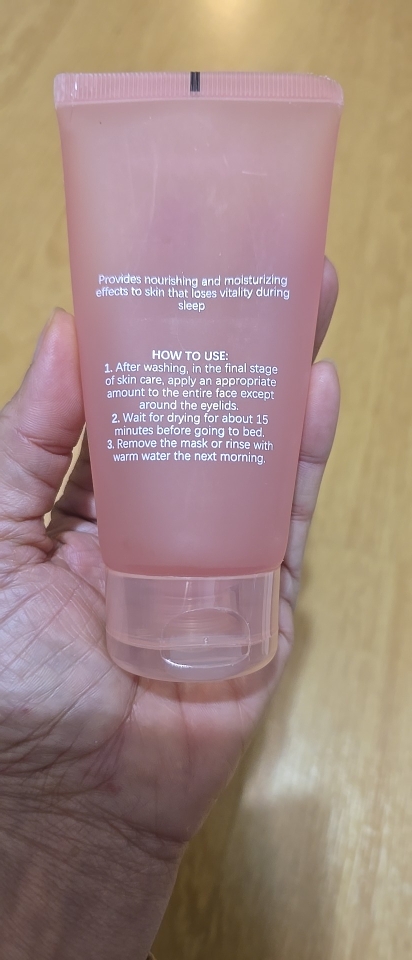 Provides nourishing and moisturizing
effects to skin that loses vitality during
sleep
HOW TO USE:
1. After washing, in the final stage
of skin care, apply an appropriate
amount to the entire face except
around the eyelids.
2. Wait for drying for about 15
minutes before going to bed.
3. Remove the mask or rinse with
warm water the next morning.